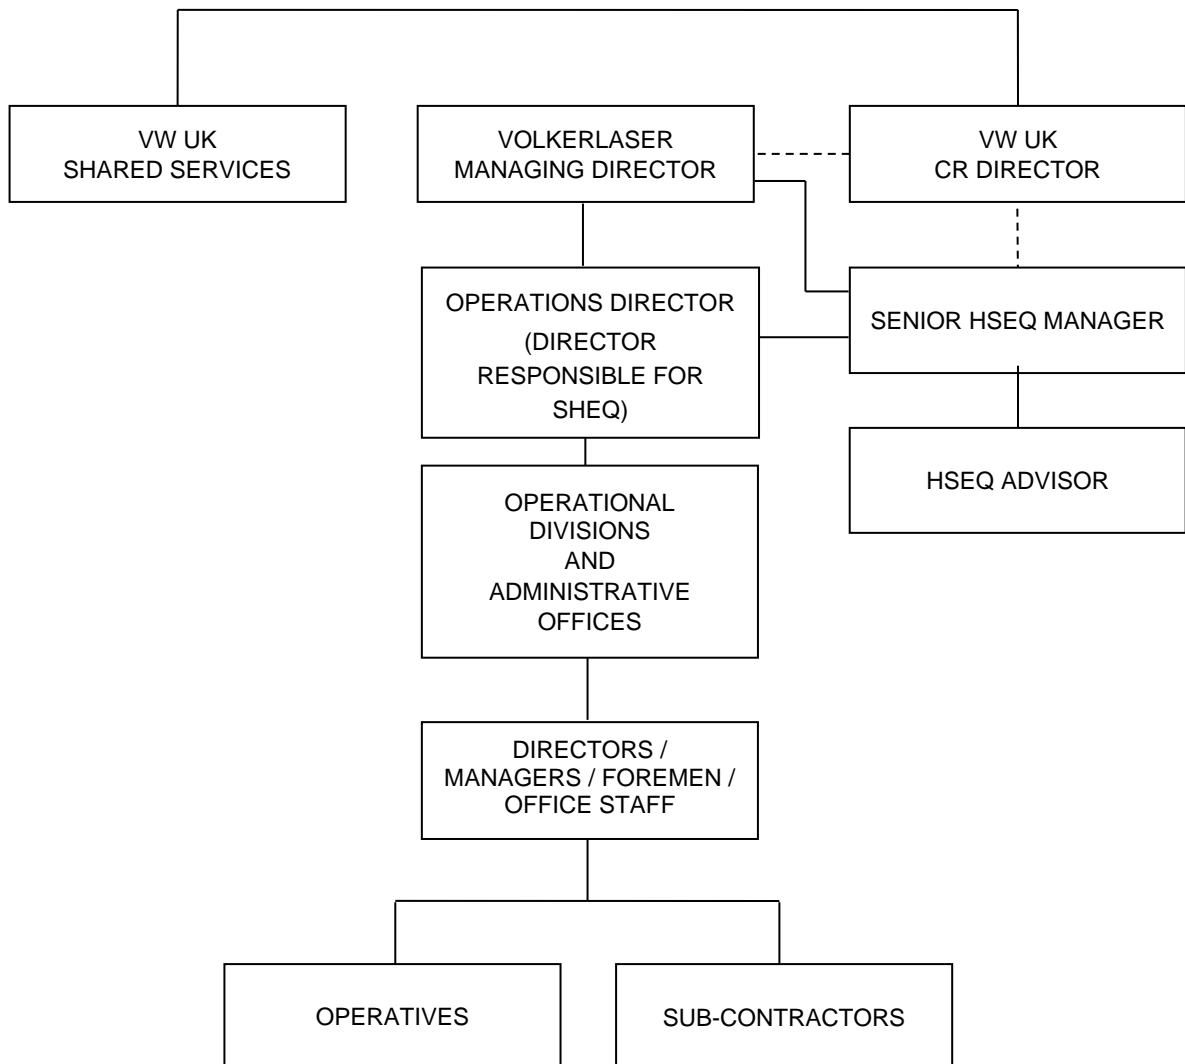 VW UK
SHARED SERVICES
VOLKERLASER
MANAGING DIRECTOR
VW UK
CR DIRECTOR
OPERATIONS DIRECTOR
(DIRECTOR
RESPONSIBLE FOR
SHEQ)
SENIOR HSEQ MANAGER
HSEQ ADVISOR
OPERATIONAL
DIVISIONS
AND
ADMINISTRATIVE
OFFICES
DIRECTORS /
MANAGERS / FOREMEN /
OFFICE STAFF
OPERATIVES
SUB-CONTRACTORS